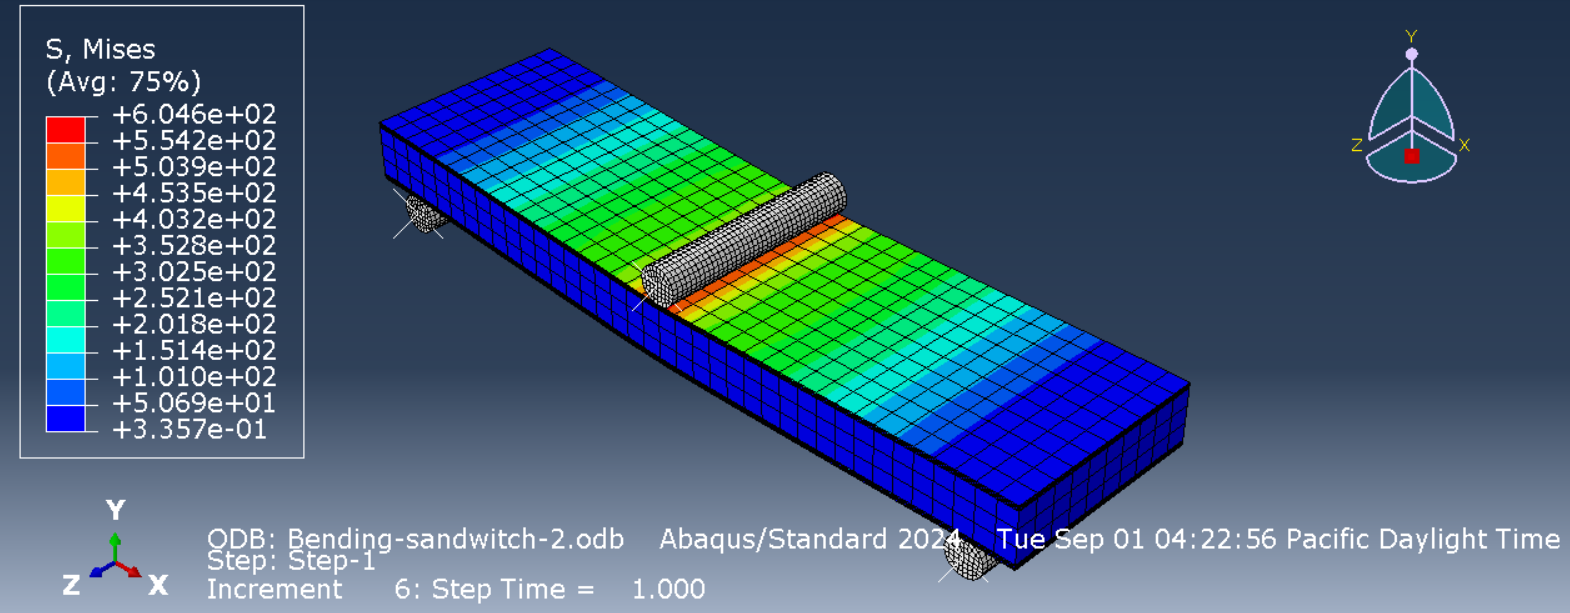 S, Mises
(Avg: 75%)
+6.046e+02
+5.542e+02
+5.039e+02
+4.535e+02
+4.032e+02
+3.528e+02
+3.025e+02
+2.521e+02
+2.018e+02
+1.514e+02
+1.010e+02
+5.069e+01
+3.357e-01
Y
Z
X
Y
Z
X
ODB: Bending-sandwitch-2.odb Abaqus/Standard 2024 Tue Sep 01 04:22:56 Pacific Daylight Time
Step: Step-1
Increment 6: Step Time = 1.000